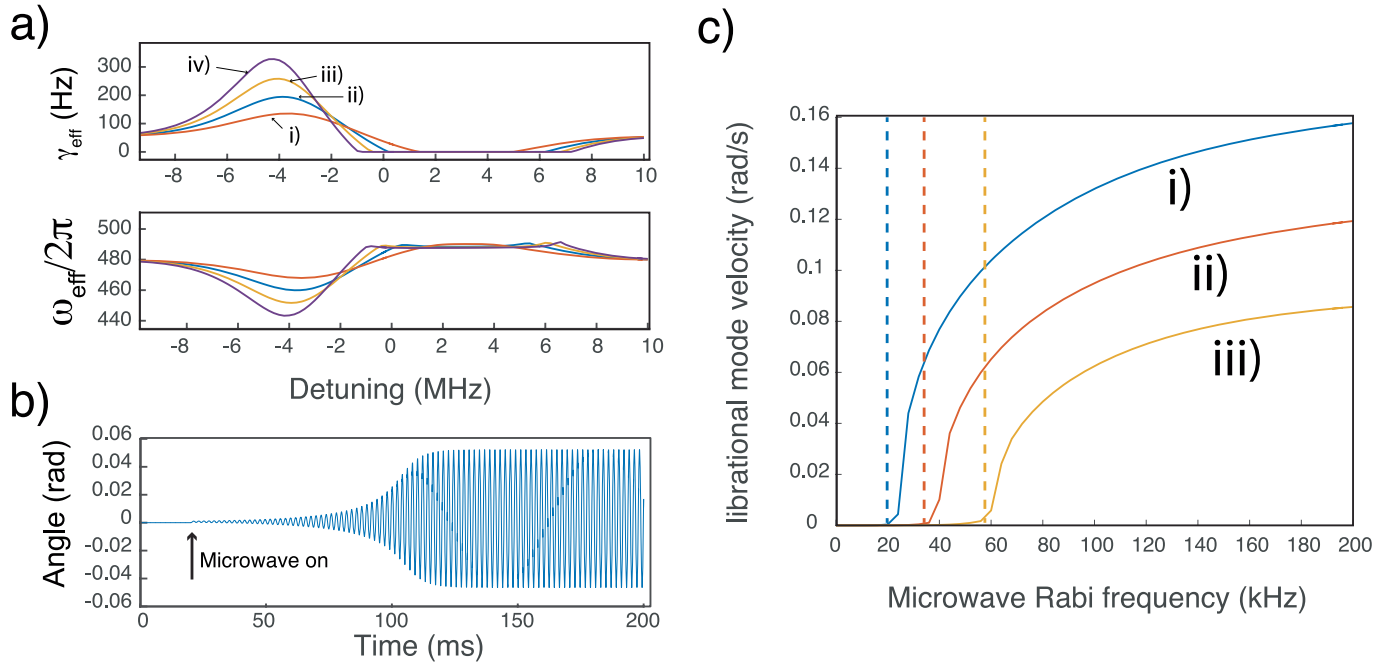 a)
γeff (Hz)
300
200
100
0
iv)
iii)
ii)
i)
-8 -6 -4 -2 0 2 4 6 8 10
ωeff/2π
500
480
460
440
-8 -6 -4 -2 0 2 4 6 8 10
Detuning (MHz)
b)
Angle (rad)
0.06
0.04
0
-0.02
-0.04
-0.06
Microwave on
0 50 100 150 200
Time (ms)
c)
librational mode velocity (rad/s)
0.16
0.14
0.12
0.1
0.08
0.06
0.04
0.02
0
i)
ii)
iii)
0 20 40 60 80 100 120 140 160 180 200
Microwave Rabi frequency (kHz)